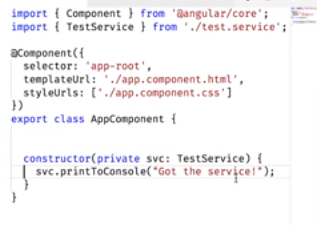 import { Component } from '@angular/core';
import { TestService } from './test.service';
@Component({
  selector: 'app-root',
  templateUrl: './app.component.html',
  styleUrls: ['./app.component.css']
})
export class AppComponent {
  constructor(private svc: TestService) {
    svc.printToConsole("Got the service!");
  }
}